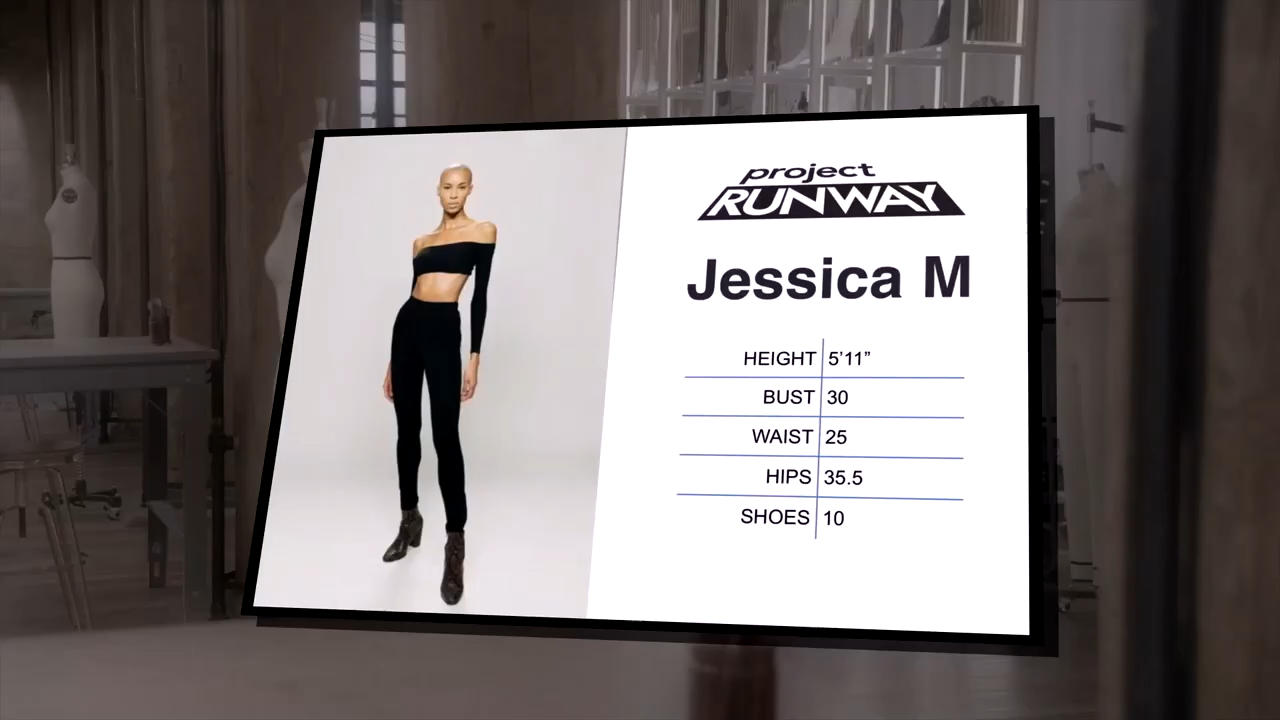 project
RUNWAY
Jessica M
HEIGHT 5'11"
BUST 30
WAIST 25
HIPS 35.5
SHOES 10